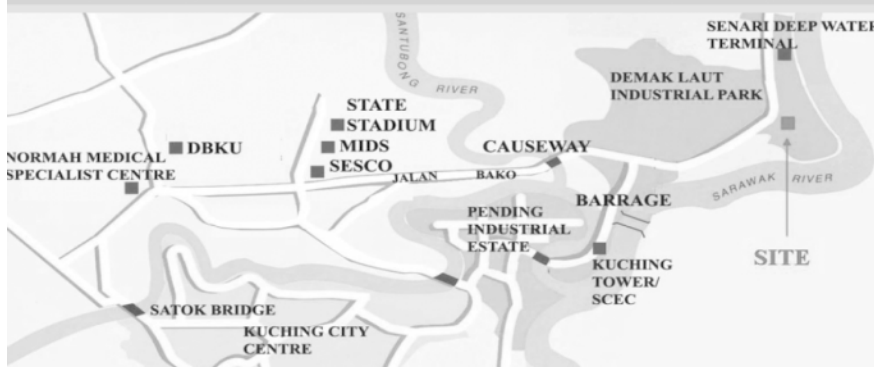 SENARI DEEP WATER
TERMINAL
SANTUBONG
RIVER
DEMAK LAUT
INDUSTRIAL PARK
STATE
STADIUM
DBKU
MIDS
CAUSEWAY
NORMAH MEDICAL
SPECIALIST CENTRE
SESCO
JALAN BAKO
SARAWAK RIVER
BARRAGE
PENDING
INDUSTRIAL
ESTATE
SITE
KUCHING
TOWER/
SCEC
SATOK BRIDGE
KUCHING CITY
CENTRE